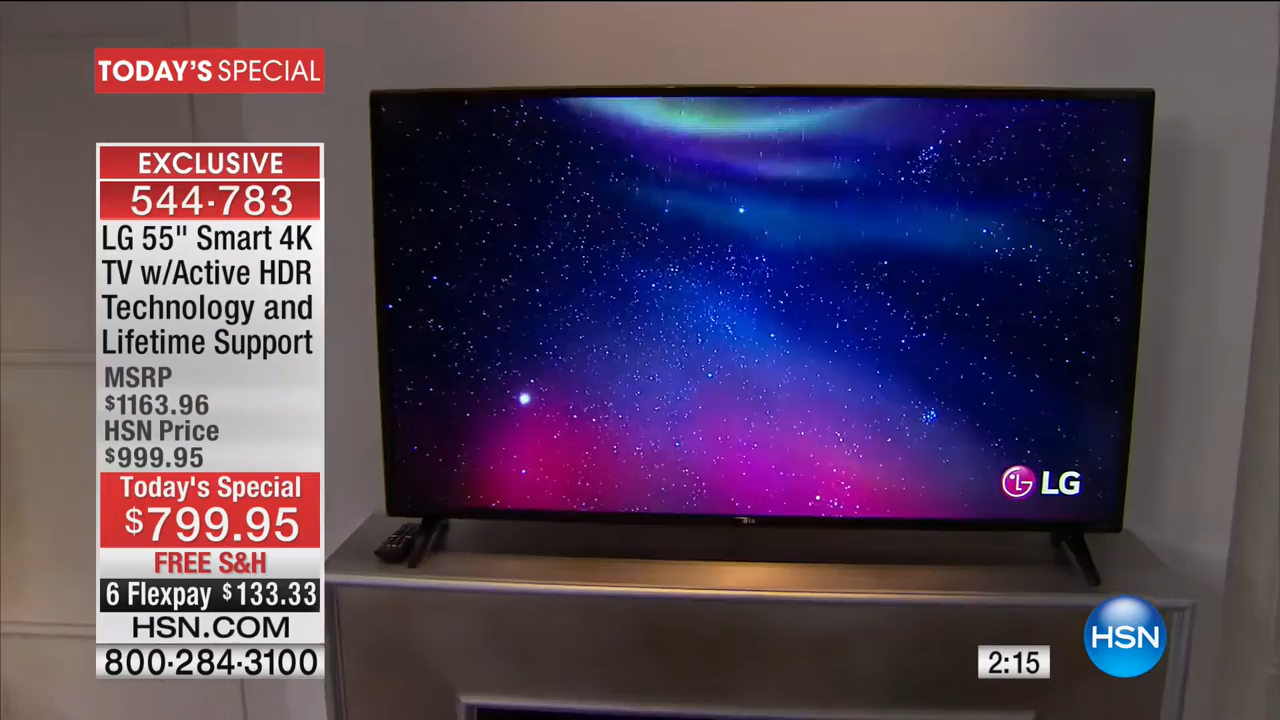 TODAY'S SPECIAL
EXCLUSIVE
544-783
LG 55" Smart 4K
TV w/Active HDR
Technology and
Lifetime Support
MSRP
$1163.96
HSN Price
$999.95
Today's Special
$799.95
FREE S&H
6 Flexpay $133.33
HSN.COM
800-284-3100
LG
LG
2:15
HSN